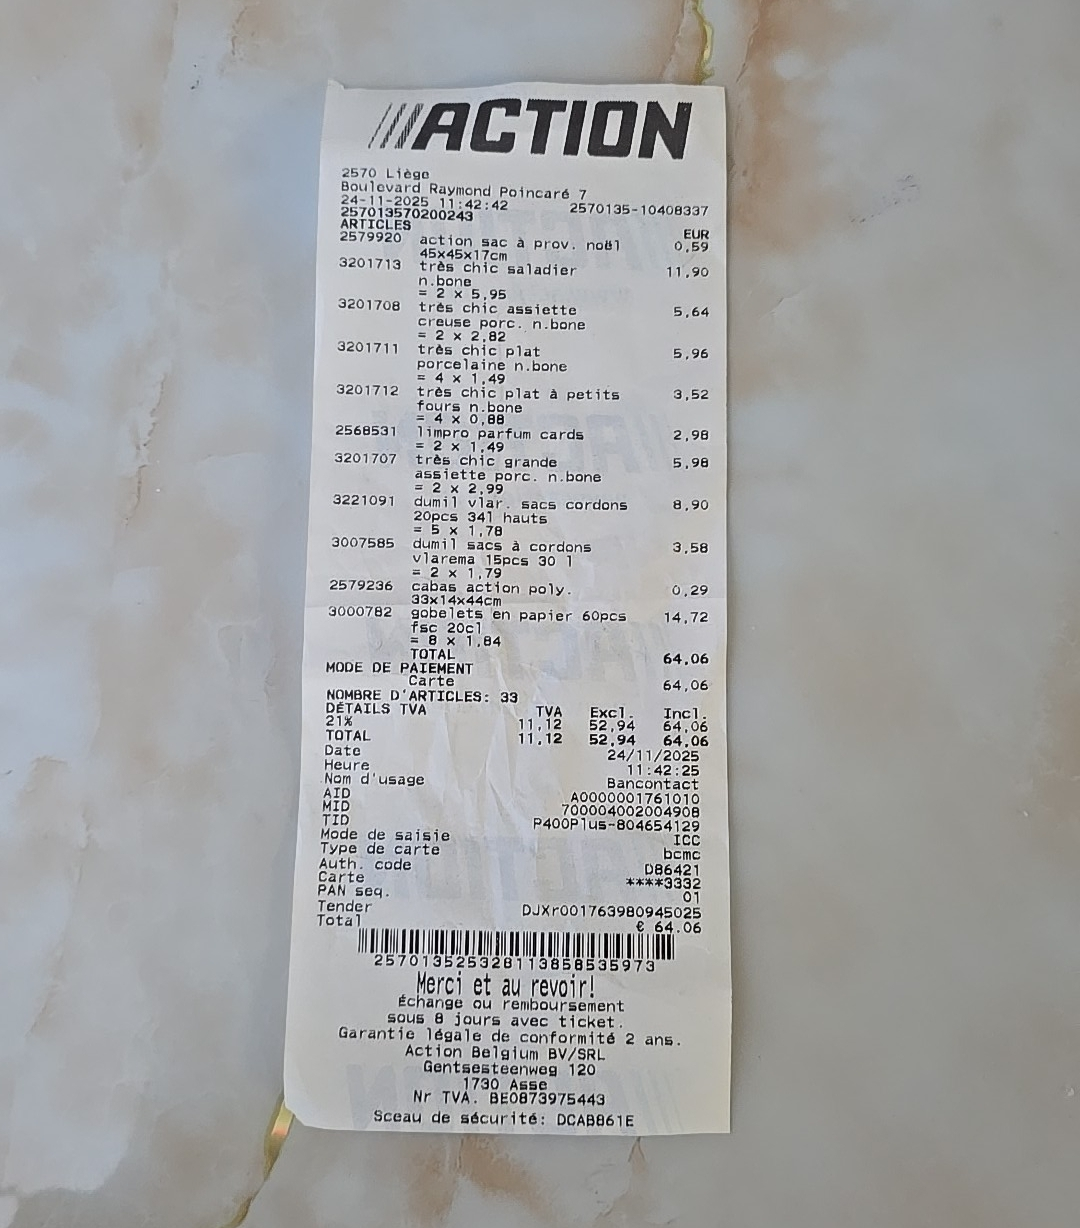 ///ACTION
2570 Liège
Boulevard Raymond Poincaré 7
24-11-2025 11:42:42 2570135-10408337
257013570200243
ARTICLES EUR
2579920 action sac à prov. noël 0,59
45x45x17cm
3201713 très chic saladier 11,90
n.bone
= 2 x 5,95
3201708 très chic assiette 5,64
creuse porc. n.bone
= 2 x 2,82
3201711 très chic plat 5,96
porcelaine n.bone
= 4 x 1,49
3201712 très chic plat à petits 3,52
fours n.bone
= 4 x 0,88
2568531 limpro parfum cards 2,98
= 2 x 1,49
3201707 très chic grande 5,98
assiette porc. n.bone
= 2 x 2,99
3221091 dumil vlar. sacs cordons 8,90
20pcs 34l hauts
= 5 x 1,78
3007585 dumil sacs à cordons 3,58
vlarema 15pcs 30 l
= 2 x 1,79
2579236 cabas action poly. 0,29
33x14x44cm
3000782 gobelets en papier 60pcs 14,72
fsc 20cl
= 8 x 1,84
TOTAL 64,06
MODE DE PAIEMENT
Carte 64,06
NOMBRE D'ARTICLES: 33
DÉTAILS TVA TVA Excl. Incl.
21% 11,12 52,94 64,06
TOTAL 11,12 52,94 64,06
Date 24/11/2025
Heure 11:42:25
Nom d'usage Bancontact
AID A0000001761010
MID 700004002004908
TID P400Plus-804654129
Mode de saisie ICC
Type de carte bcmc
Auth. code D86421
Carte ****3332
PAN seq. 01
Tender DJXr001763980945025
Total € 64.06
257013525328113858535973
Merci et au revoir!
Échange ou remboursement
sous 8 jours avec ticket.
Garantie légale de conformité 2 ans.
Action Belgium BV/SRL
Gentsesteenweg 120
1730 Asse
Nr TVA. BE0873975443
Sceau de sécurité: DCAB861E